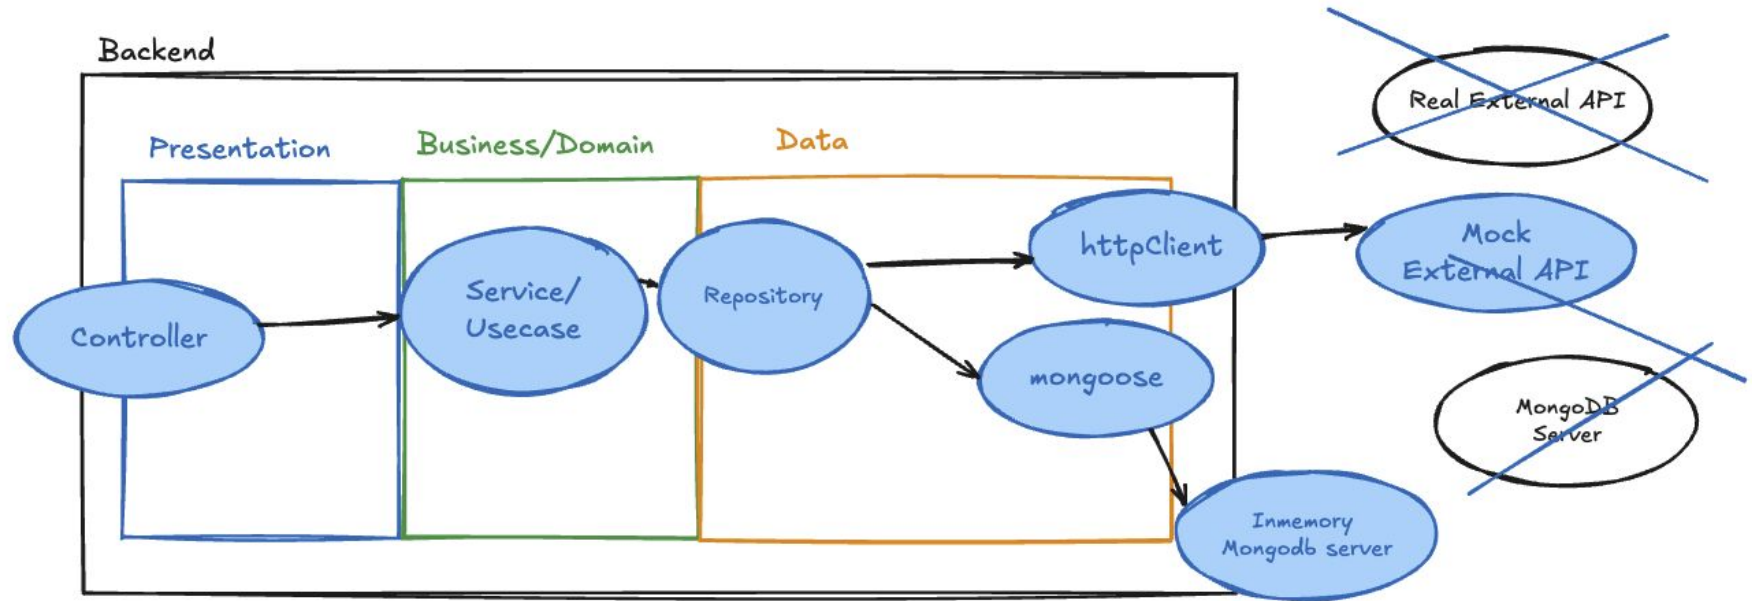 Backend
Presentation
Business/Domain
Data
Controller
Service/
Usecase
Repository
httpClient
mongoose
Inmemory
Mongodb server
Real External API
Mock
External API
MongoDB
Server